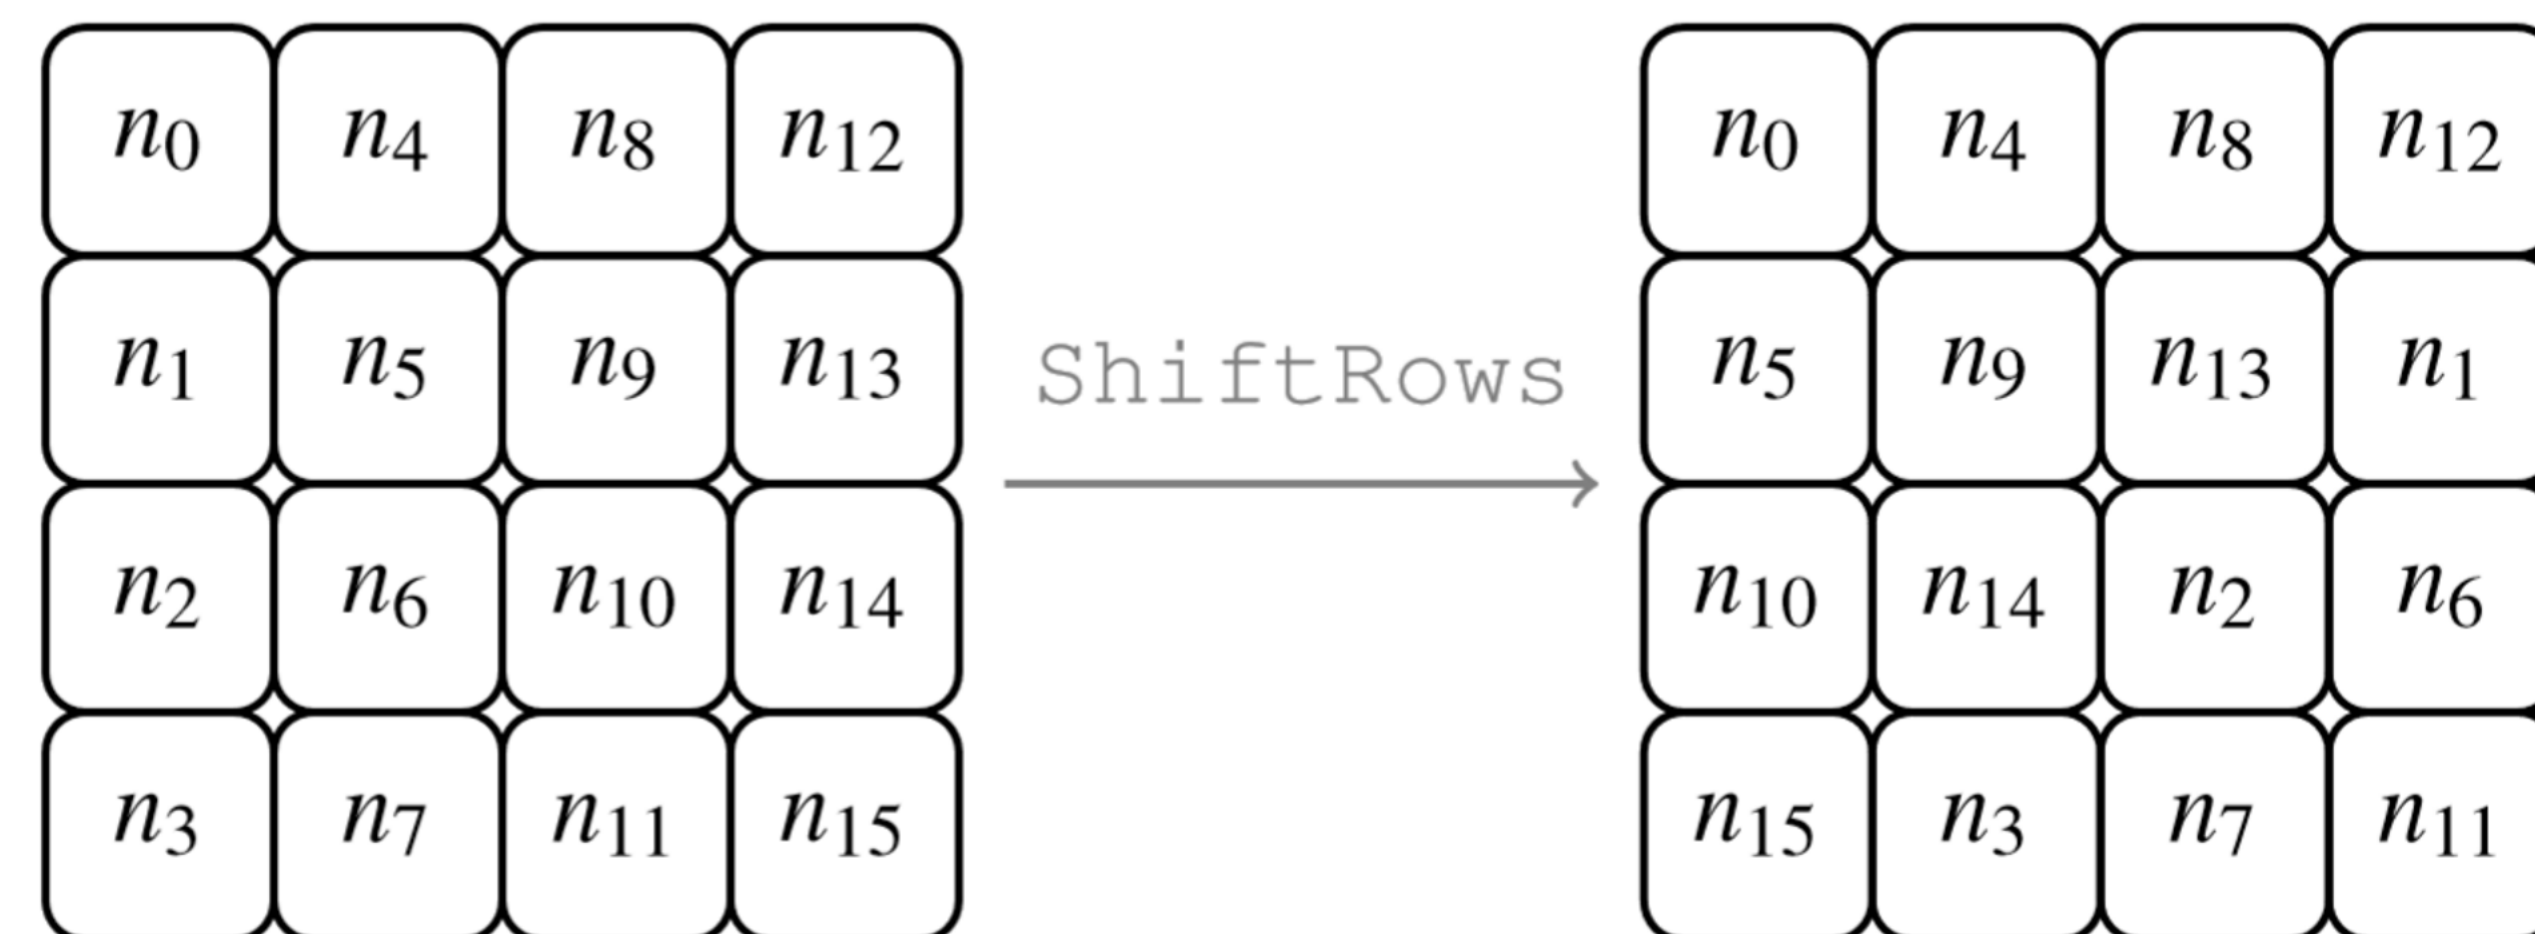 n0 n4 n8 n12 n0 n4 n8 n12
n1 n5 n9 n13 ShiftRows n5 n9 n13 n1
n2 n6 n10 n14 n10 n14 n2 n6
n3 n7 n11 n15 n15 n3 n7 n11